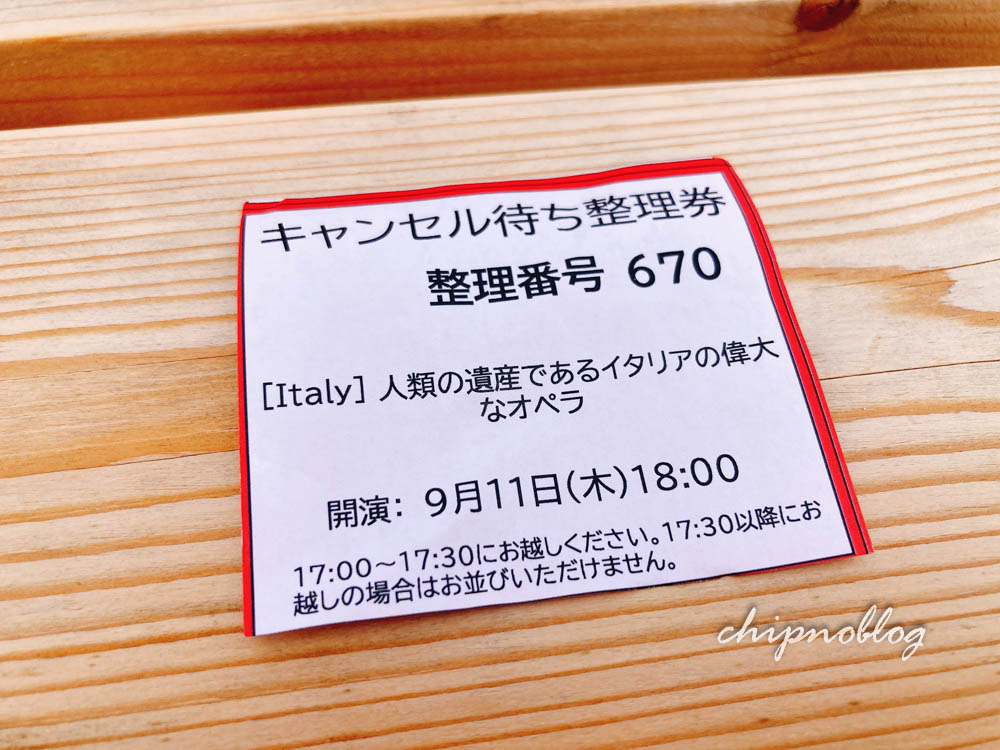 キャンセル待ち整理券
整理番号 670
[Italy] 人類の遺産であるイタリアの偉大
なオペラ
開演: 9月11日(木)18:00
17:00～17:30にお越しください。17:30以降にお
越しの場合はお並びいただけません。
chipnoblog